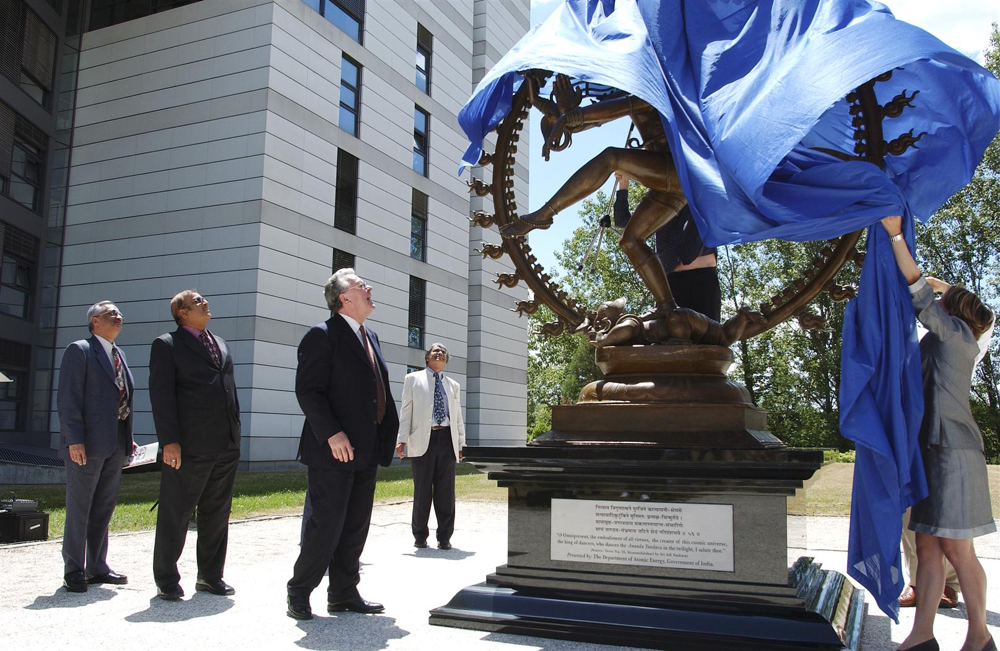 नित्याय त्रिगुणात्मने पुरजिते कात्यायनी-श्रेयसे
सत्यायादिकुटुंबिने मुनिमनः प्रत्यक्ष-चिन्मूर्तये ।
मायासृष्ट-जगत्त्रयाय सकलाम्नायान्त-संचारिणे
सायं ताण्डव-संभ्रमाय जटिने सेयं नतिश्शंभवे ॥ ५६ ॥
"O Omnipresent, the embodiment of all virtues, the creator of this cosmic universe,
the king of dancers, who dances the Ananda Tandava in the twilight, I salute thee."
(Source: Verse No. 56, Sivanandalahari by Sri Adi Sankara)
Presented by: The Department of Atomic Energy, Government of India.